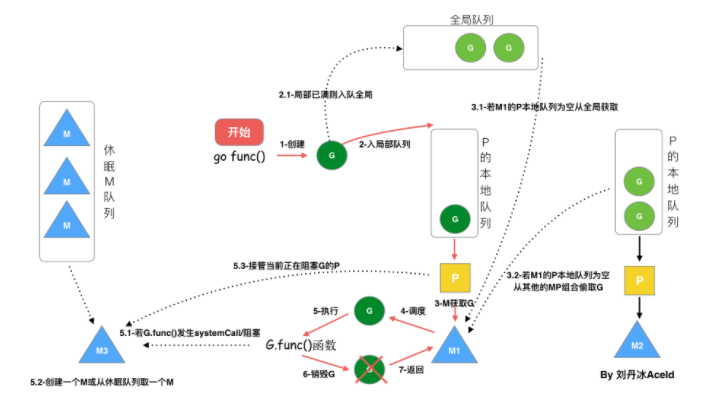 全局队列
G
G
2.1-局部已满则入队全局
3.1-若M1的P本地队列为空从全局获取
M
M
M
休眠M队列
开始
go func()
1-创建
G
2-入局部队列
P的本地队列
G
P的本地队列
G
G
5.3-接管当前正在阻塞G的P
P
3-M获取G
3.2-若M1的P本地队列为空
从其他的MP组合偷取G
P
5-执行
G
4-调度
5.1-若G.func()发生systemCall/阻塞
G.func()函数
M3
M1
M2
6-销毁G
G
7-返回
5.2-创建一个M或从休眠队列取一个M
By 刘丹冰AceId